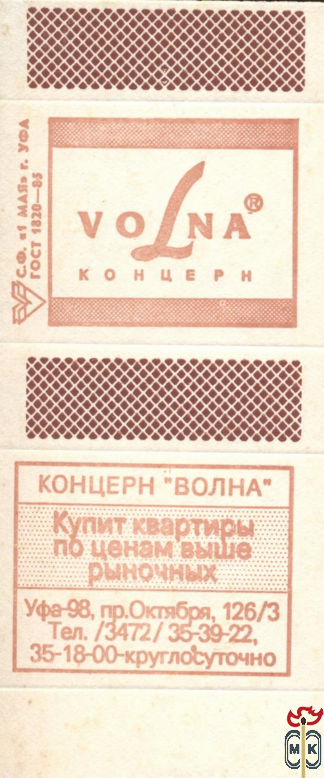 С.Ф. «1 МАЯ» г. УФА
ГОСТ 1820—85
VOLNA®
КОНЦЕРН
КОНЦЕРН "ВОЛНА"
Купит квартиры
по ценам выше
рыночных
Уфа-98, пр.Октября, 126/3
Тел. /3472/ 35-39-22,
35-18-00-круглосуточно
М К